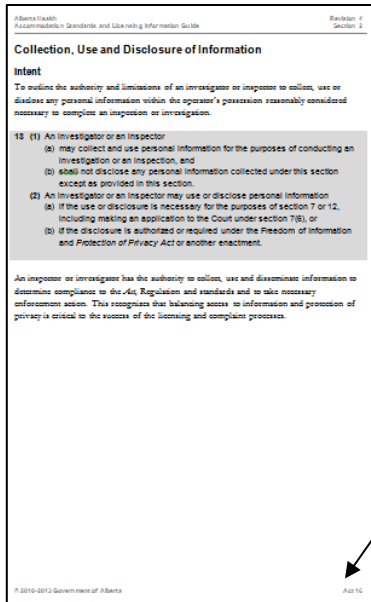 Alberta Health Revision 4
Accommodation Standards and Licensing Information Guide Section 2
Collection, Use and Disclosure of Information
Intent
To outline the authority and limitations of an investigator or inspector to collect, use or
disclose any personal information within the operator's possession reasonably considered
necessary to complete an inspection or investigation.
13 (1) An investigator or an inspector
(a) may collect and use personal information for the purposes of conducting an
investigation or an inspection, and
(b) shall not disclose any personal information collected under this section
except as provided in this section.
(2) An investigator or an inspector may use or disclose personal information
(a) if the use or disclosure is necessary for the purposes of section 7 or 12,
including making an application to the Court under section 7(6), or
(b) if the disclosure is authorized or required under the Freedom of Information
and Protection of Privacy Act or another enactment.
An inspector or investigator has the authority to collect, use and disseminate information to
determine compliance to the Act, Regulation and standards and to take necessary
enforcement action. This recognizes that balancing access to information and protection of
privacy is critical to the success of the licensing and complaint processes.
© 2010-2013 Government of Alberta Act 16